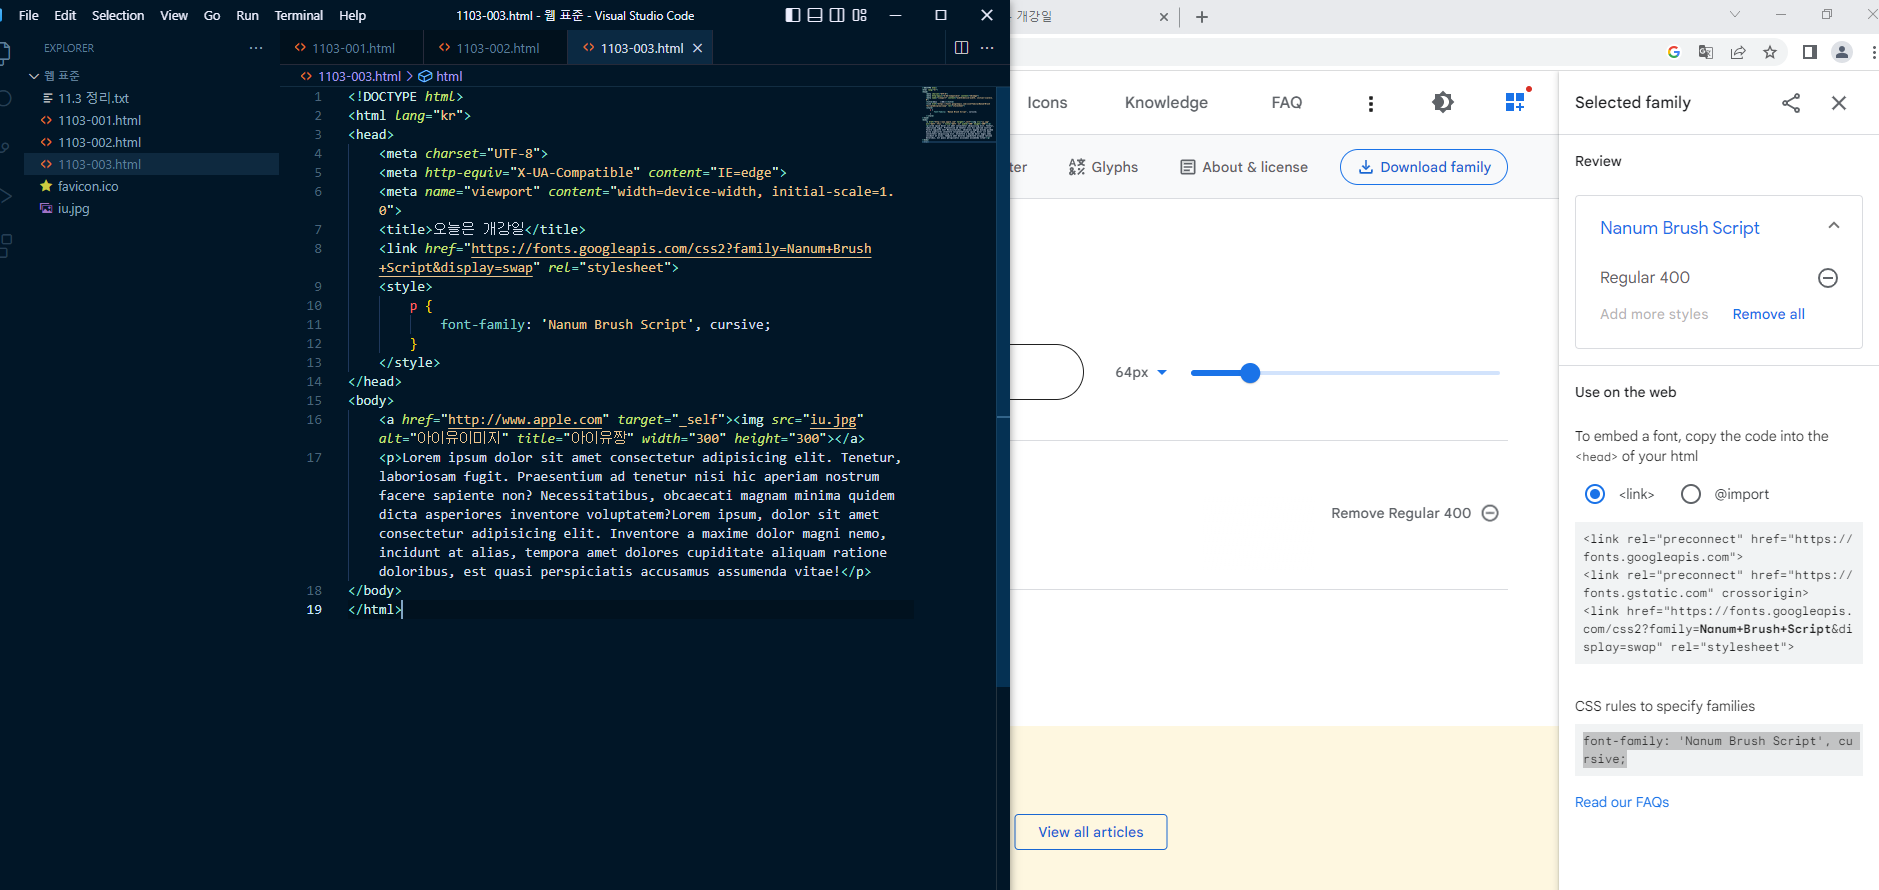 File Edit Selection View Go Run Terminal Help 1103-003.html - 웹 표준 - Visual Studio Code
EXPLORER
웹 표준
11.3 정리.txt
1103-001.html
1103-002.html
1103-003.html
favicon.ico
iu.jpg
1103-001.html 1103-002.html 1103-003.html
1103-003.html > html
1 <!DOCTYPE html>
2 <html lang="kr">
3 <head>
4 <meta charset="UTF-8">
5 <meta http-equiv="X-UA-Compatible" content="IE=edge">
6 <meta name="viewport" content="width=device-width, initial-scale=1.
0">
7 <title>오늘은 개강일</title>
8 <link href="https://fonts.googleapis.com/css2?family=Nanum+Brush
+Script&display=swap" rel="stylesheet">
9 <style>
10 p {
11 font-family: 'Nanum Brush Script', cursive;
12 }
13 </style>
14 </head>
15 <body>
16 <a href="http://www.apple.com" target="_self"><img src="iu.jpg"
alt="아이유이미지" title="아이유짱" width="300" height="300"></a>
17 <p>Lorem ipsum dolor sit amet consectetur adipisicing elit. Tenetur,
laboriosam fugit. Praesentium ad tenetur nisi hic aperiam nostrum
facere sapiente non? Necessitatibus, obcaecati magnam minima quidem
dicta asperiores inventore voluptatem?Lorem ipsum, dolor sit amet
consectetur adipisicing elit. Inventore a maxime dolor magni nemo,
incidunt at alias, tempora amet dolores cupiditate aliquam ratione
doloribus, est quasi perspiciatis accusamus assumenda vitae!</p>
18 </body>
19 </html>
개강일
Icons Knowledge FAQ
ter Glyphs About & license Download family
64px
Remove Regular 400
View all articles
Selected family
Review
Nanum Brush Script
Regular 400
Add more styles Remove all
Use on the web
To embed a font, copy the code into the
<head> of your html
<link> @import
<link rel="preconnect" href="https://
fonts.googleapis.com">
<link rel="preconnect" href="https://
fonts.gstatic.com" crossorigin>
<link href="https://fonts.googleapis.
com/css2?family=Nanum+Brush+Script&di
splay=swap" rel="stylesheet">
CSS rules to specify families
font-family: 'Nanum Brush Script', cu
rsive;
Read our FAQs